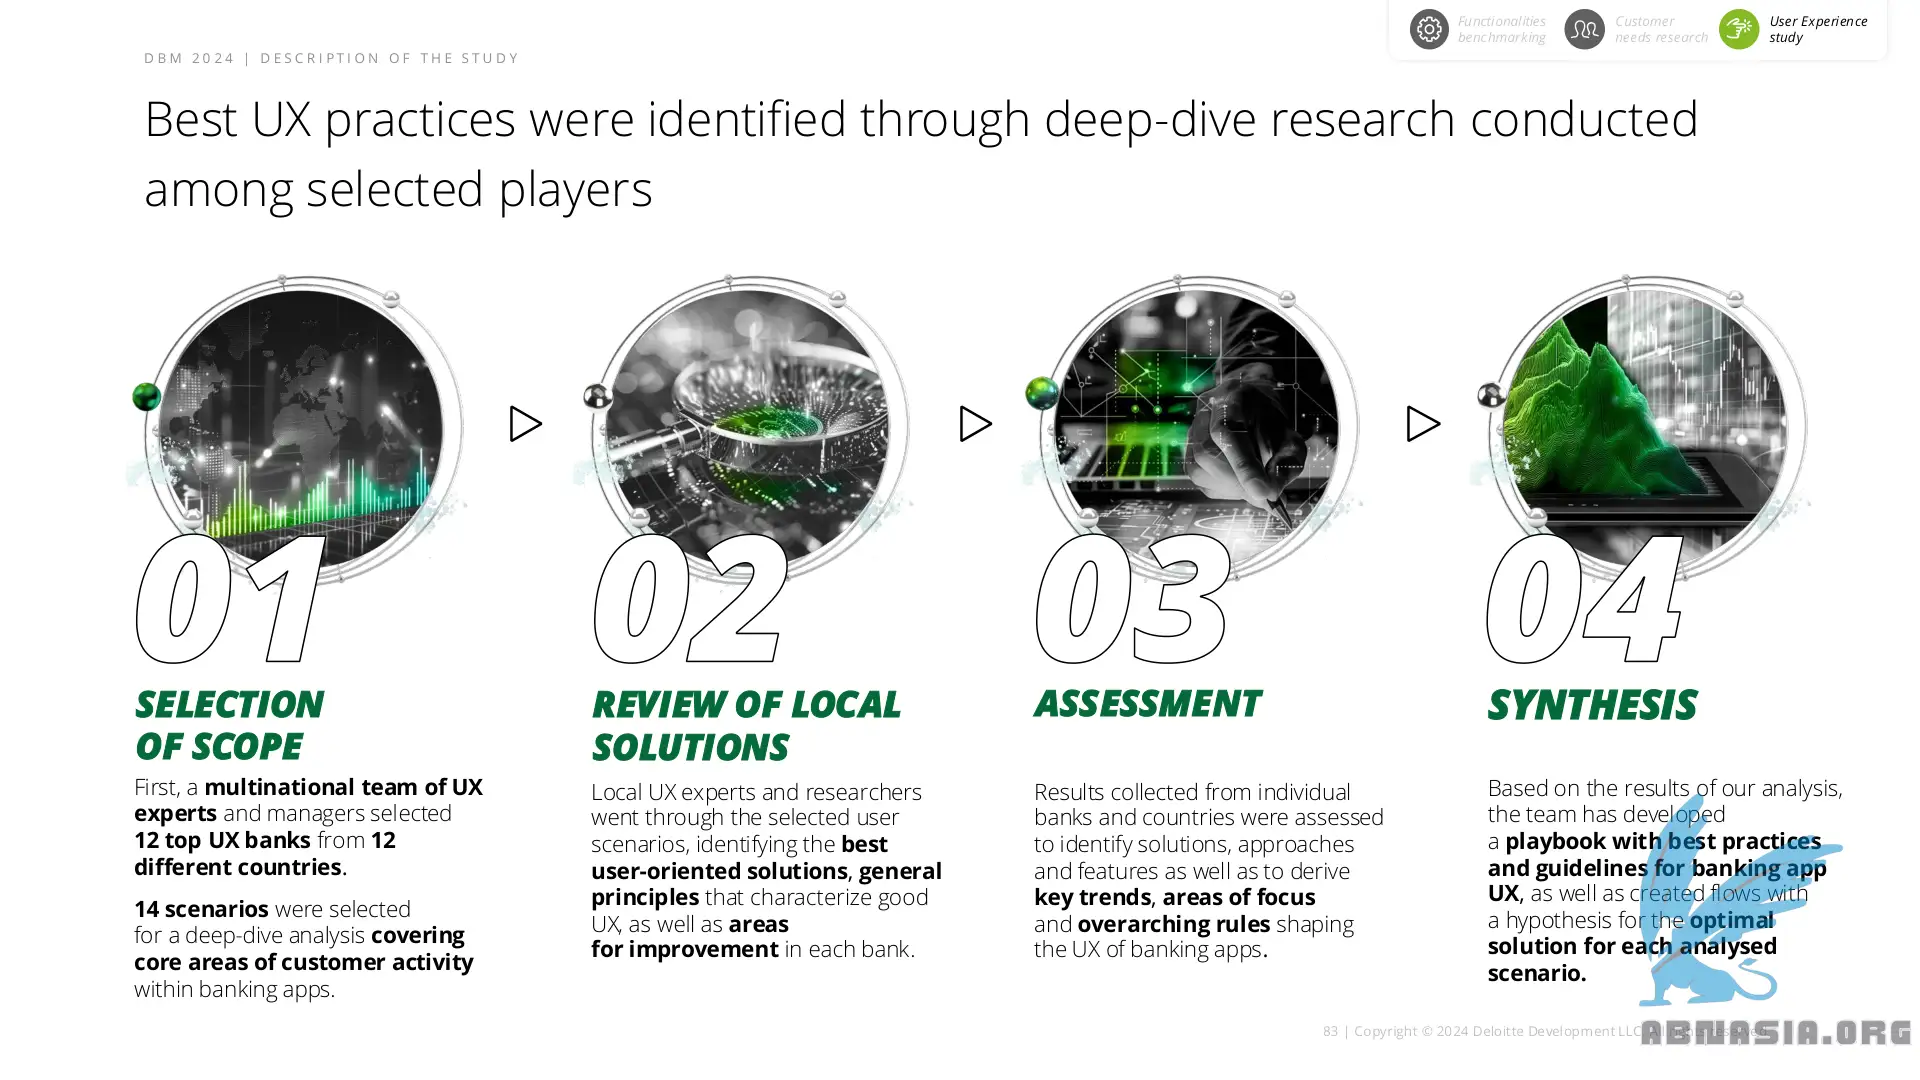 Functionalities
benchmarking
Customer
needs research
User Experience
study
DBM 2024 | DESCRIPTION OF THE STUDY
Best UX practices were identified through deep-dive research conducted
among selected players
01
SELECTION
OF SCOPE
First, a multinational team of UX
experts and managers selected
12 top UX banks from 12
different countries.
14 scenarios were selected
for a deep-dive analysis covering
core areas of customer activity
within banking apps.
02
REVIEW OF LOCAL
SOLUTIONS
Local UX experts and researchers
went through the selected user
scenarios, identifying the best
user-oriented solutions, general
principles that characterize good
UX, as well as areas
for improvement in each bank.
03
ASSESSMENT
Results collected from individual
banks and countries were assessed
to identify solutions, approaches
and features as well as to derive
key trends, areas of focus
and overarching rules shaping
the UX of banking apps.
04
SYNTHESIS
Based on the results of our analysis,
the team has developed
a playbook with best practices
and guidelines for banking app
UX, as well as created flows with
a hypothesis for the optimal
solution for each analysed
scenario.
83 | Copyright © 2024 Deloitte Development LLC. All rights reserved.
ABWASIA.ORG